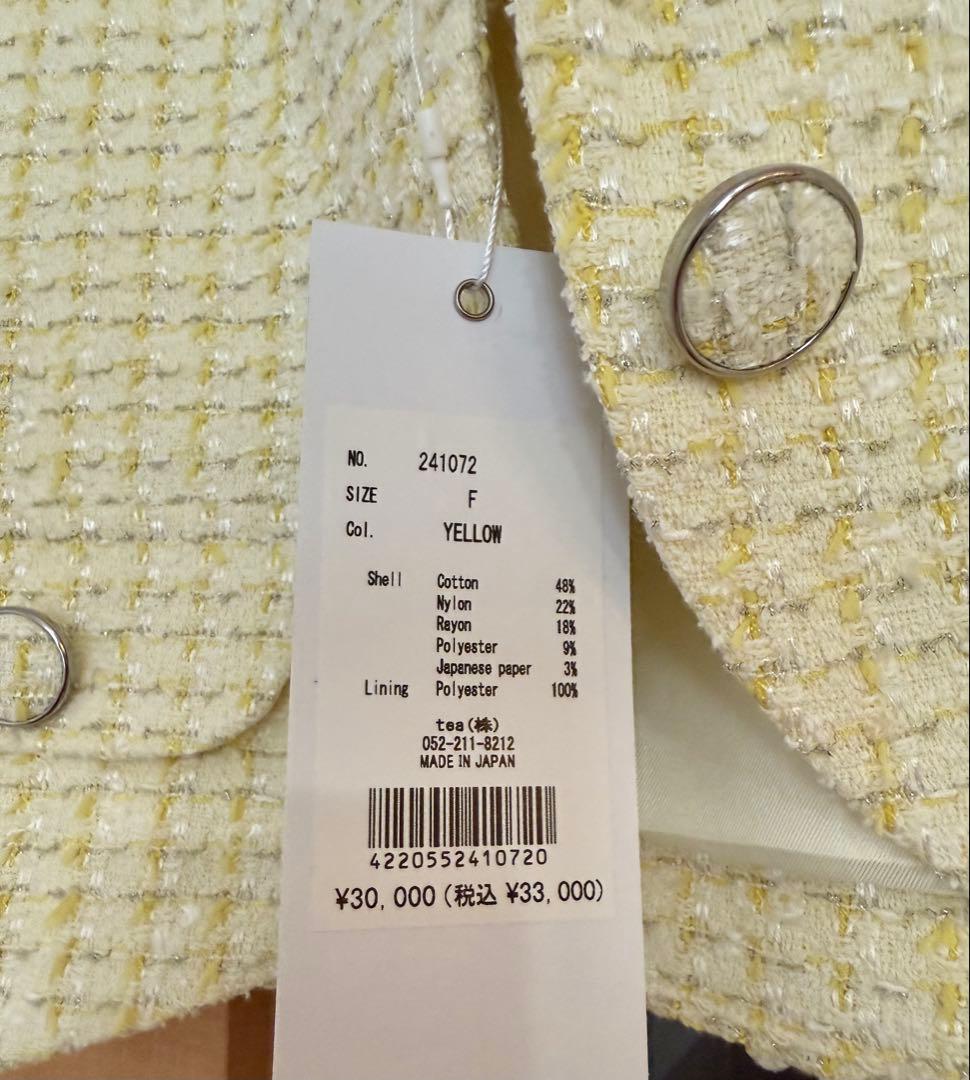 NO. 241072
SIZE F
Col. YELLOW
Shell Cotton 48%
Nylon 22%
Rayon 18%
Polyester 9%
Japanese paper 3%
Lining Polyester 100%
tea(株)
052-211-8212
MADE IN JAPAN
4220552410720
¥30,000(税込 ¥33,000)